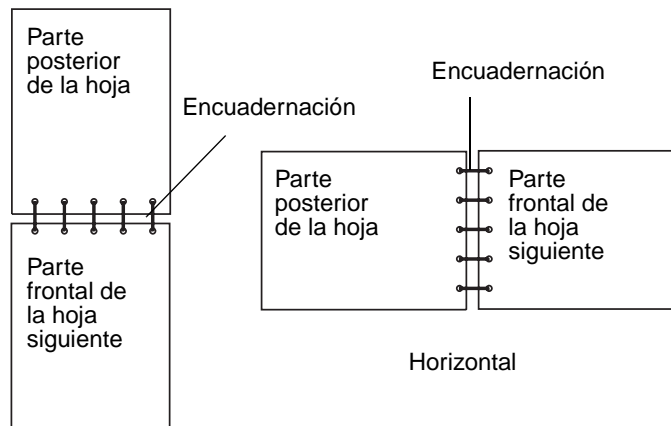 Parte
posterior
de la hoja
Encuadernación
Parte
frontal de
la hoja
siguiente
Encuadernación
Parte
posterior
de la hoja
Parte
frontal de
la hoja
siguiente
Horizontal